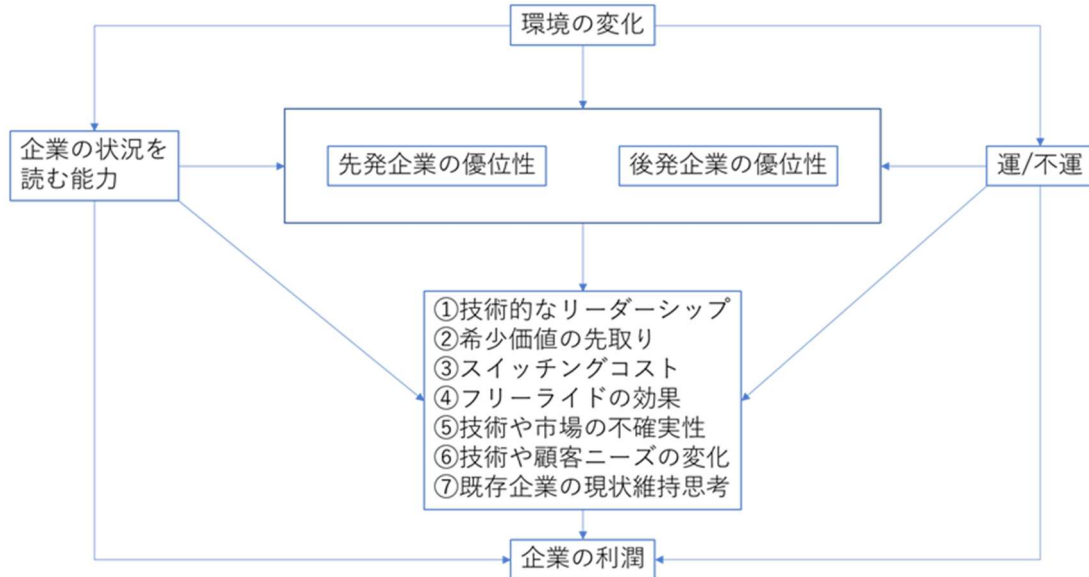 環境の変化
企業の状況を
読む能力
先発企業の優位性
後発企業の優位性
運/不運
①技術的なリーダーシップ
②希少価値の先取り
③スイッチングコスト
④フリーライドの効果
⑤技術や市場の不確実性
⑥技術や顧客ニーズの変化
⑦既存企業の現状維持思考
企業の利潤